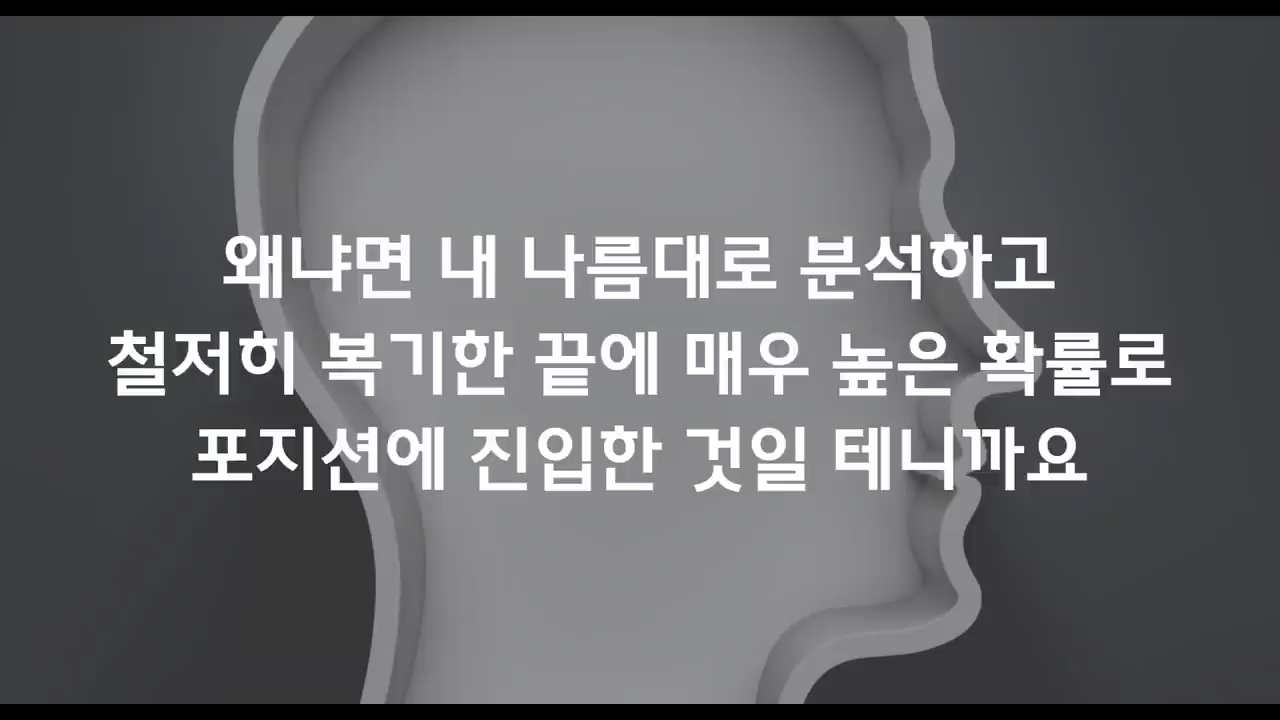 왜냐면 내 나름대로 분석하고
철저히 복기한 끝에 매우 높은 확률로
포지션에 진입한 것일 테니까요